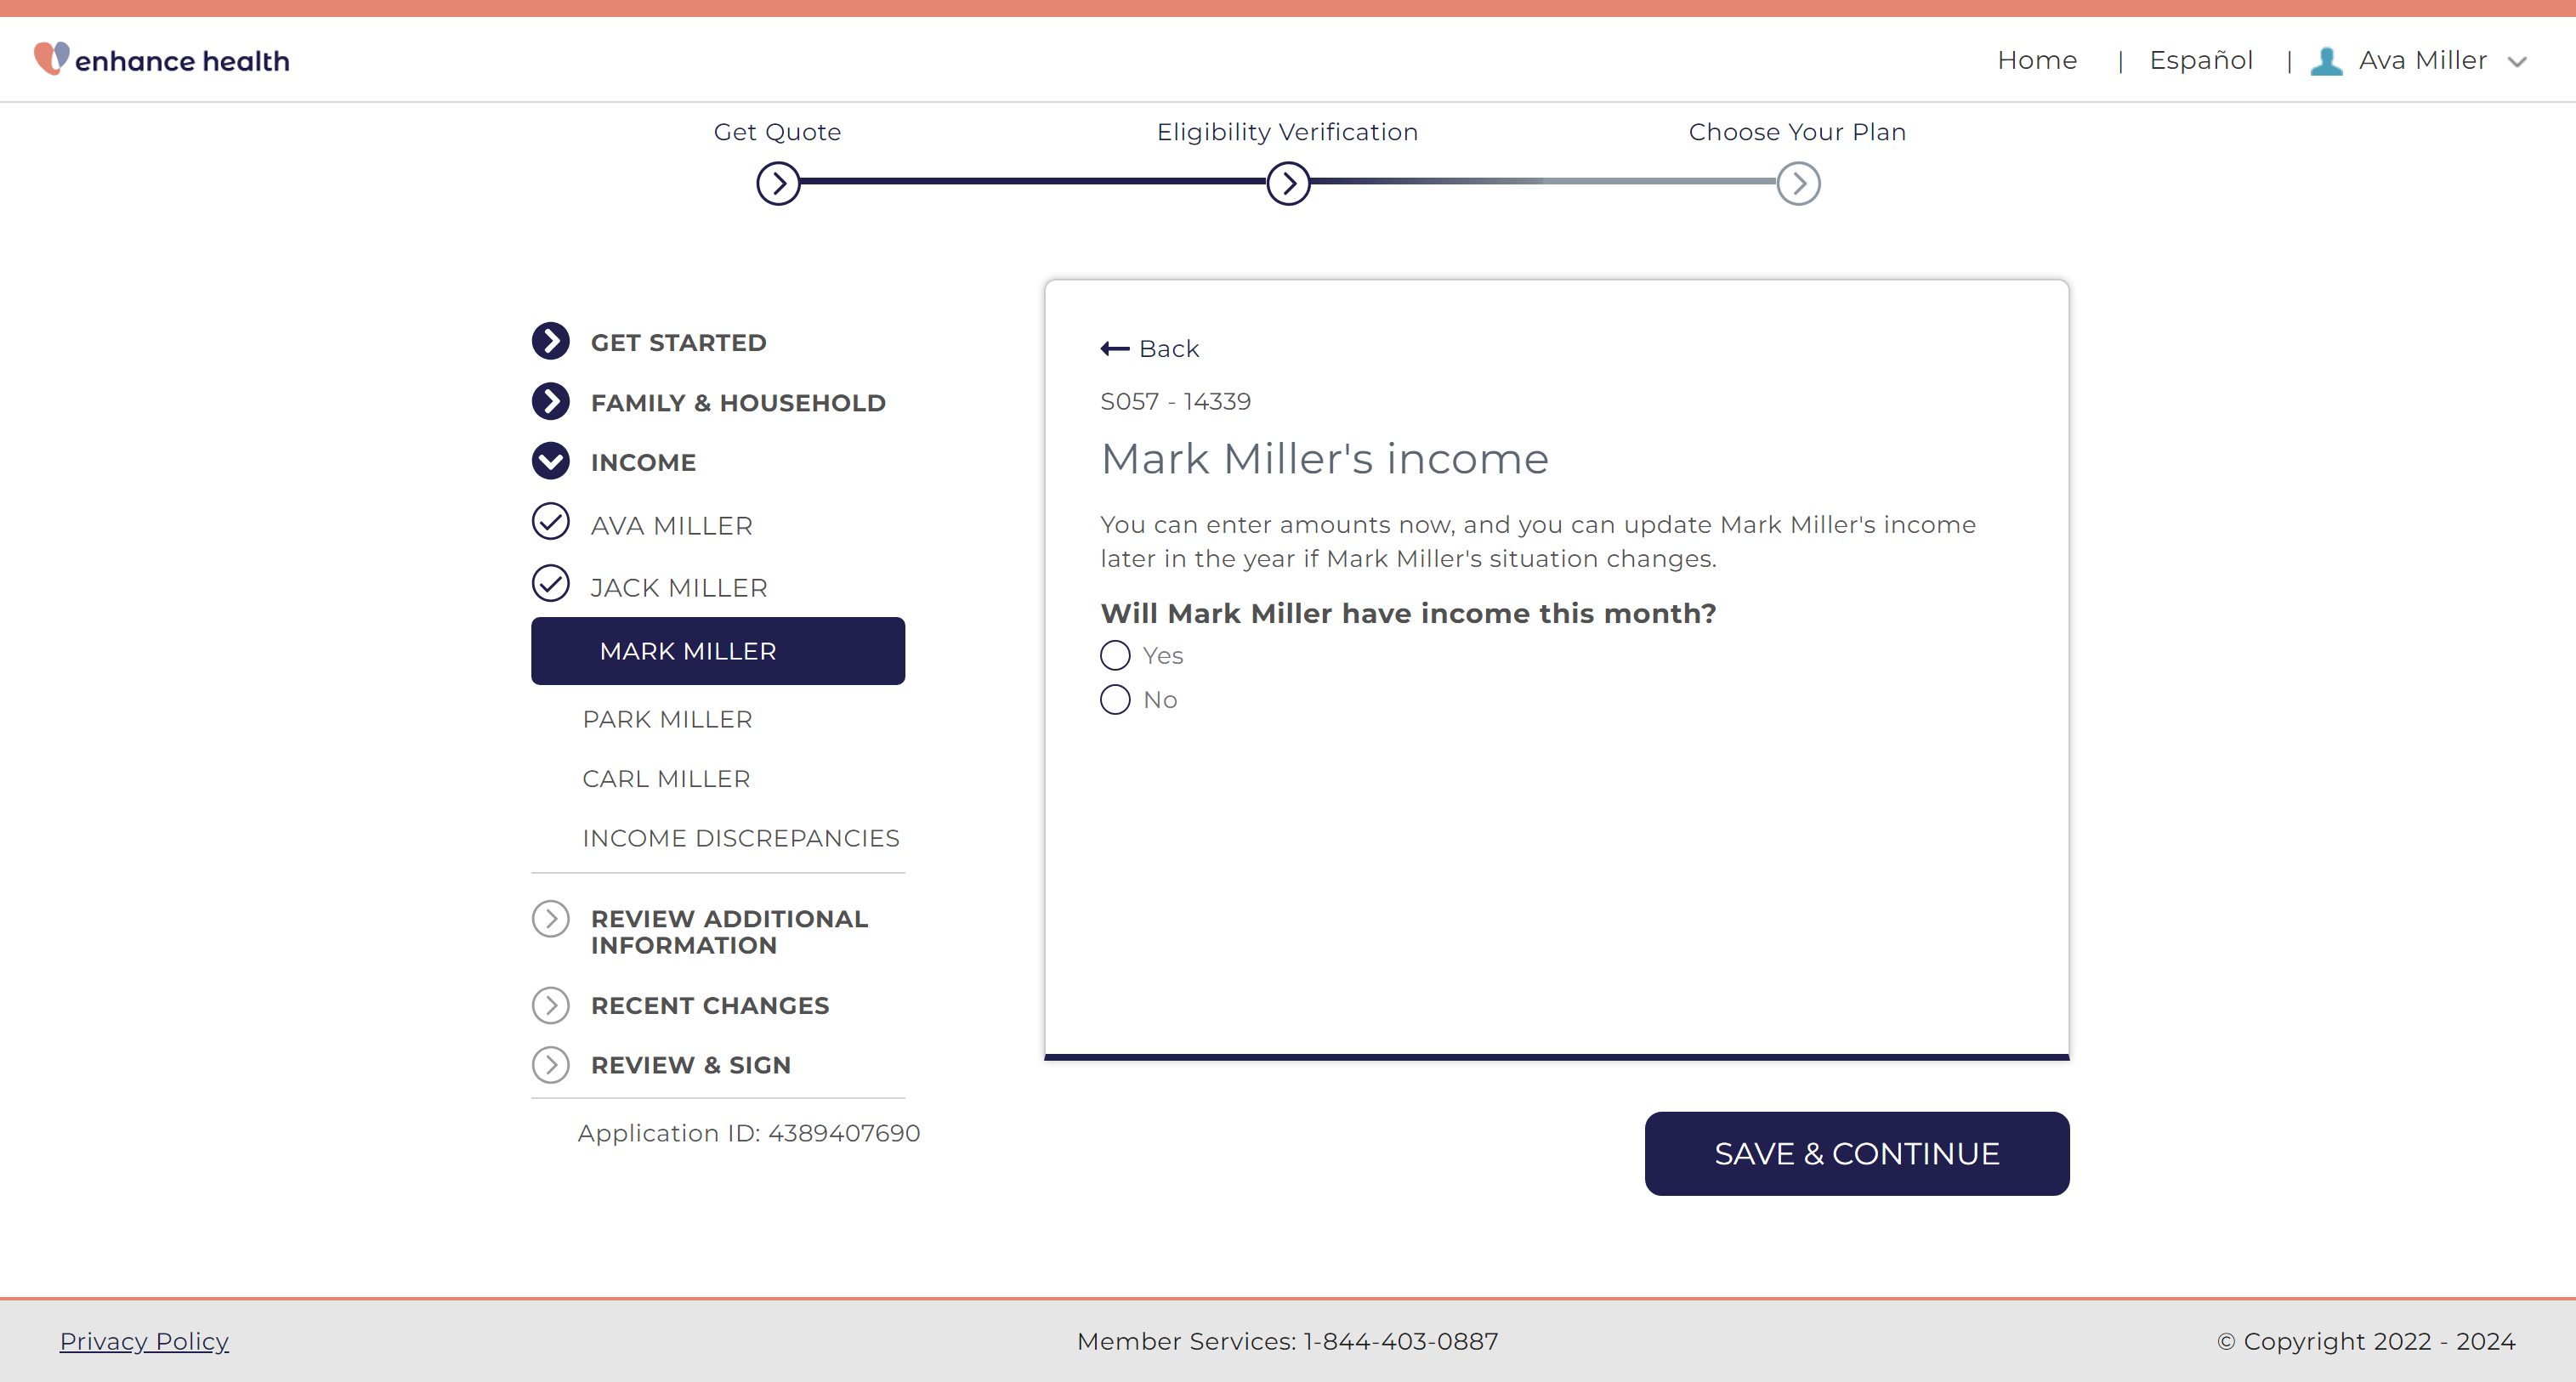 enhance health
Home | Español | Ava Miller
Get Quote
Eligibility Verification
Choose Your Plan
GET STARTED
FAMILY & HOUSEHOLD
INCOME
AVA MILLER
JACK MILLER
MARK MILLER
PARK MILLER
CARL MILLER
INCOME DISCREPANCIES
REVIEW ADDITIONAL
INFORMATION
RECENT CHANGES
REVIEW & SIGN
Application ID: 4389407690
Back
S057 - 14339
Mark Miller's income
You can enter amounts now, and you can update Mark Miller's income
later in the year if Mark Miller's situation changes.
Will Mark Miller have income this month?
Yes
No
SAVE & CONTINUE
Privacy Policy
Member Services: 1-844-403-0887
© Copyright 2022 - 2024